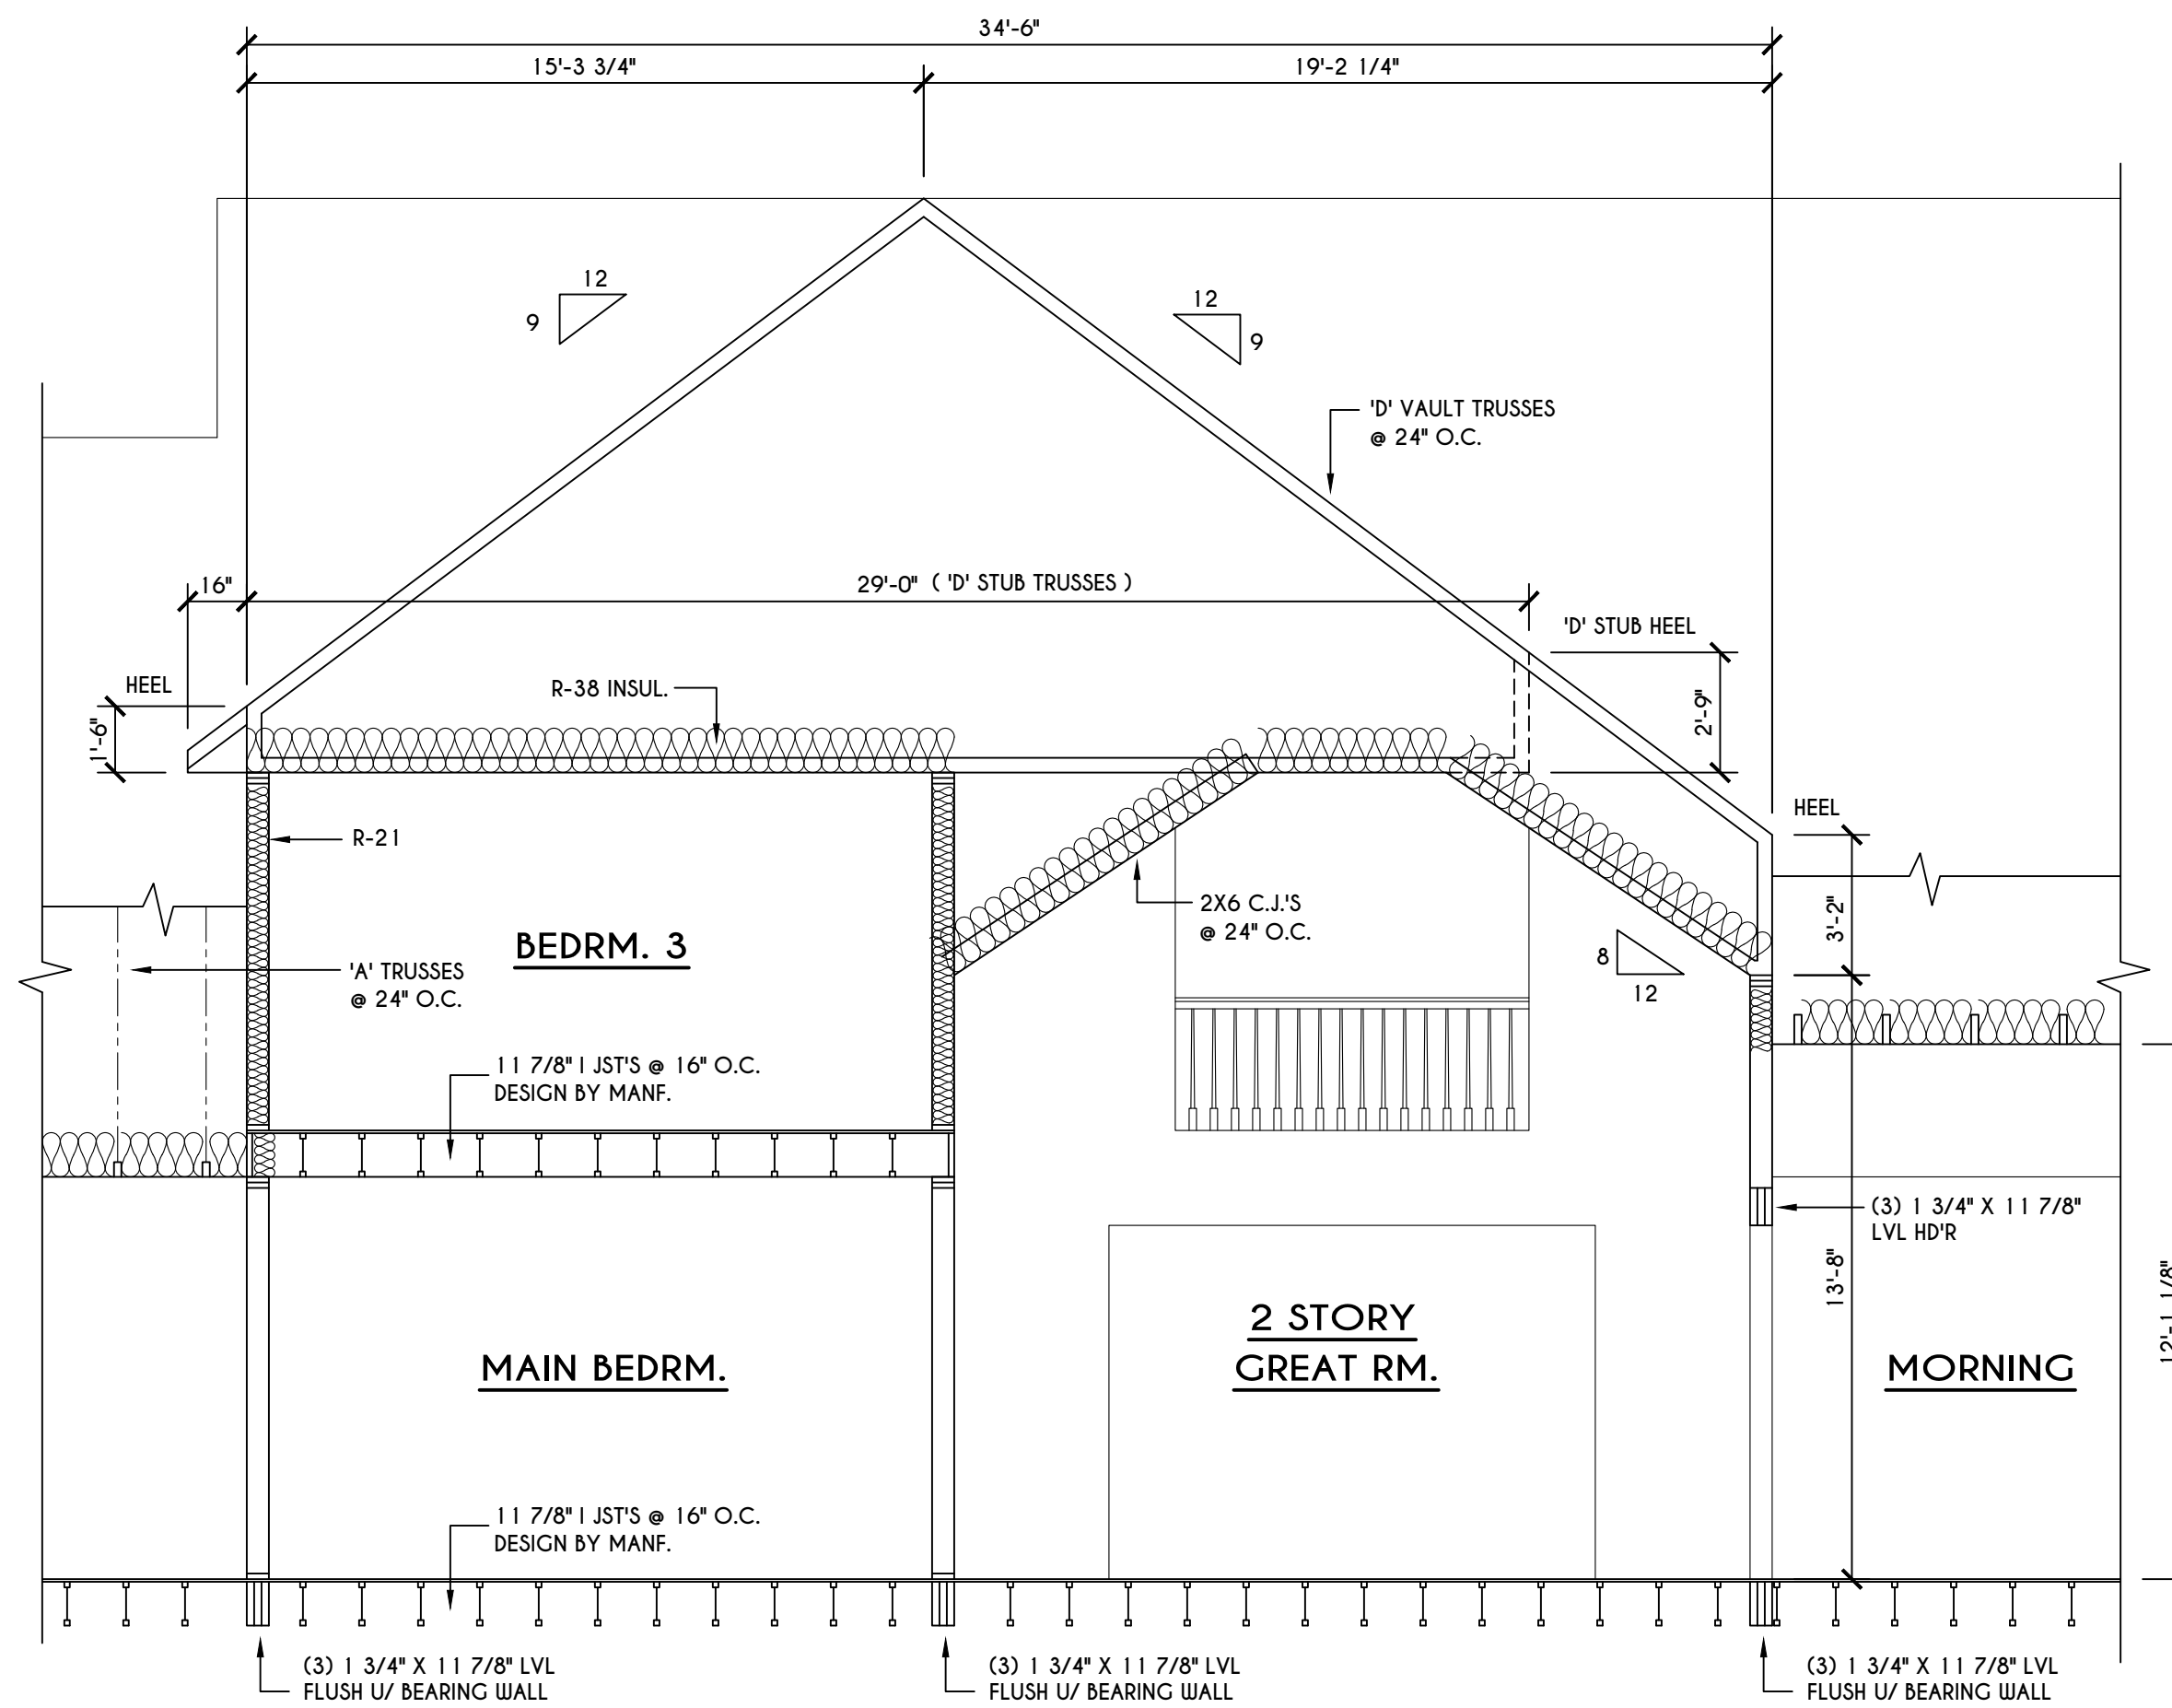 34'-6"
15'-3 3/4"
19'-2 1/4"
12
9
12
9
'D' VAULT TRUSSES
@ 24" O.C.
16"
29'-0" ( 'D' STUB TRUSSES )
'D' STUB HEEL
HEEL
R-38 INSUL.
1'-6"
2'-9"
HEEL
R-21
2X6 C.J.'S
@ 24" O.C.
3'-2"
BEDRM. 3
8
12
'A' TRUSSES
@ 24" O.C.
11 7/8" I JST'S @ 16" O.C.
DESIGN BY MANF.
(3) 1 3/4" X 11 7/8"
LVL HD'R
13'-8"
12'-1 1/8"
2 STORY
GREAT RM.
MAIN BEDRM.
MORNING
11 7/8" I JST'S @ 16" O.C.
DESIGN BY MANF.
(3) 1 3/4" X 11 7/8" LVL
FLUSH U/ BEARING WALL
(3) 1 3/4" X 11 7/8" LVL
FLUSH U/ BEARING WALL
(3) 1 3/4" X 11 7/8" LVL
FLUSH U/ BEARING WALL